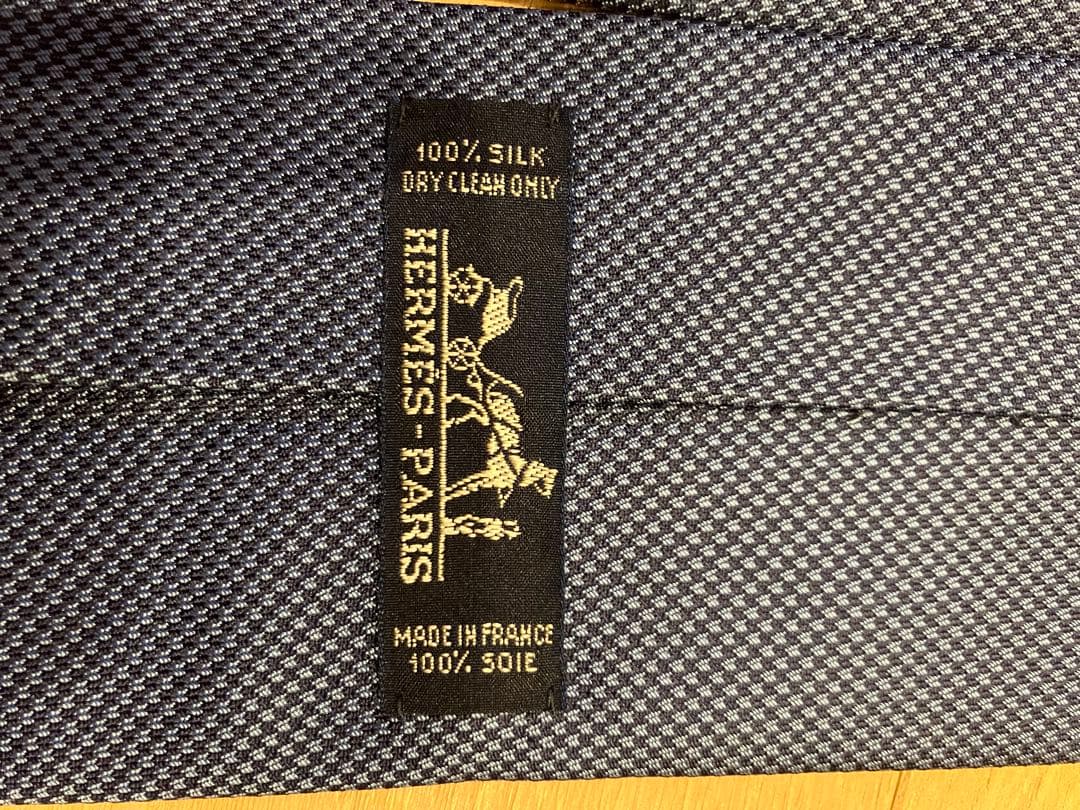 100% SILK
DRY CLEAN ONLY
HERMÈS-PARIS
MADE IN FRANCE
100% SOIE